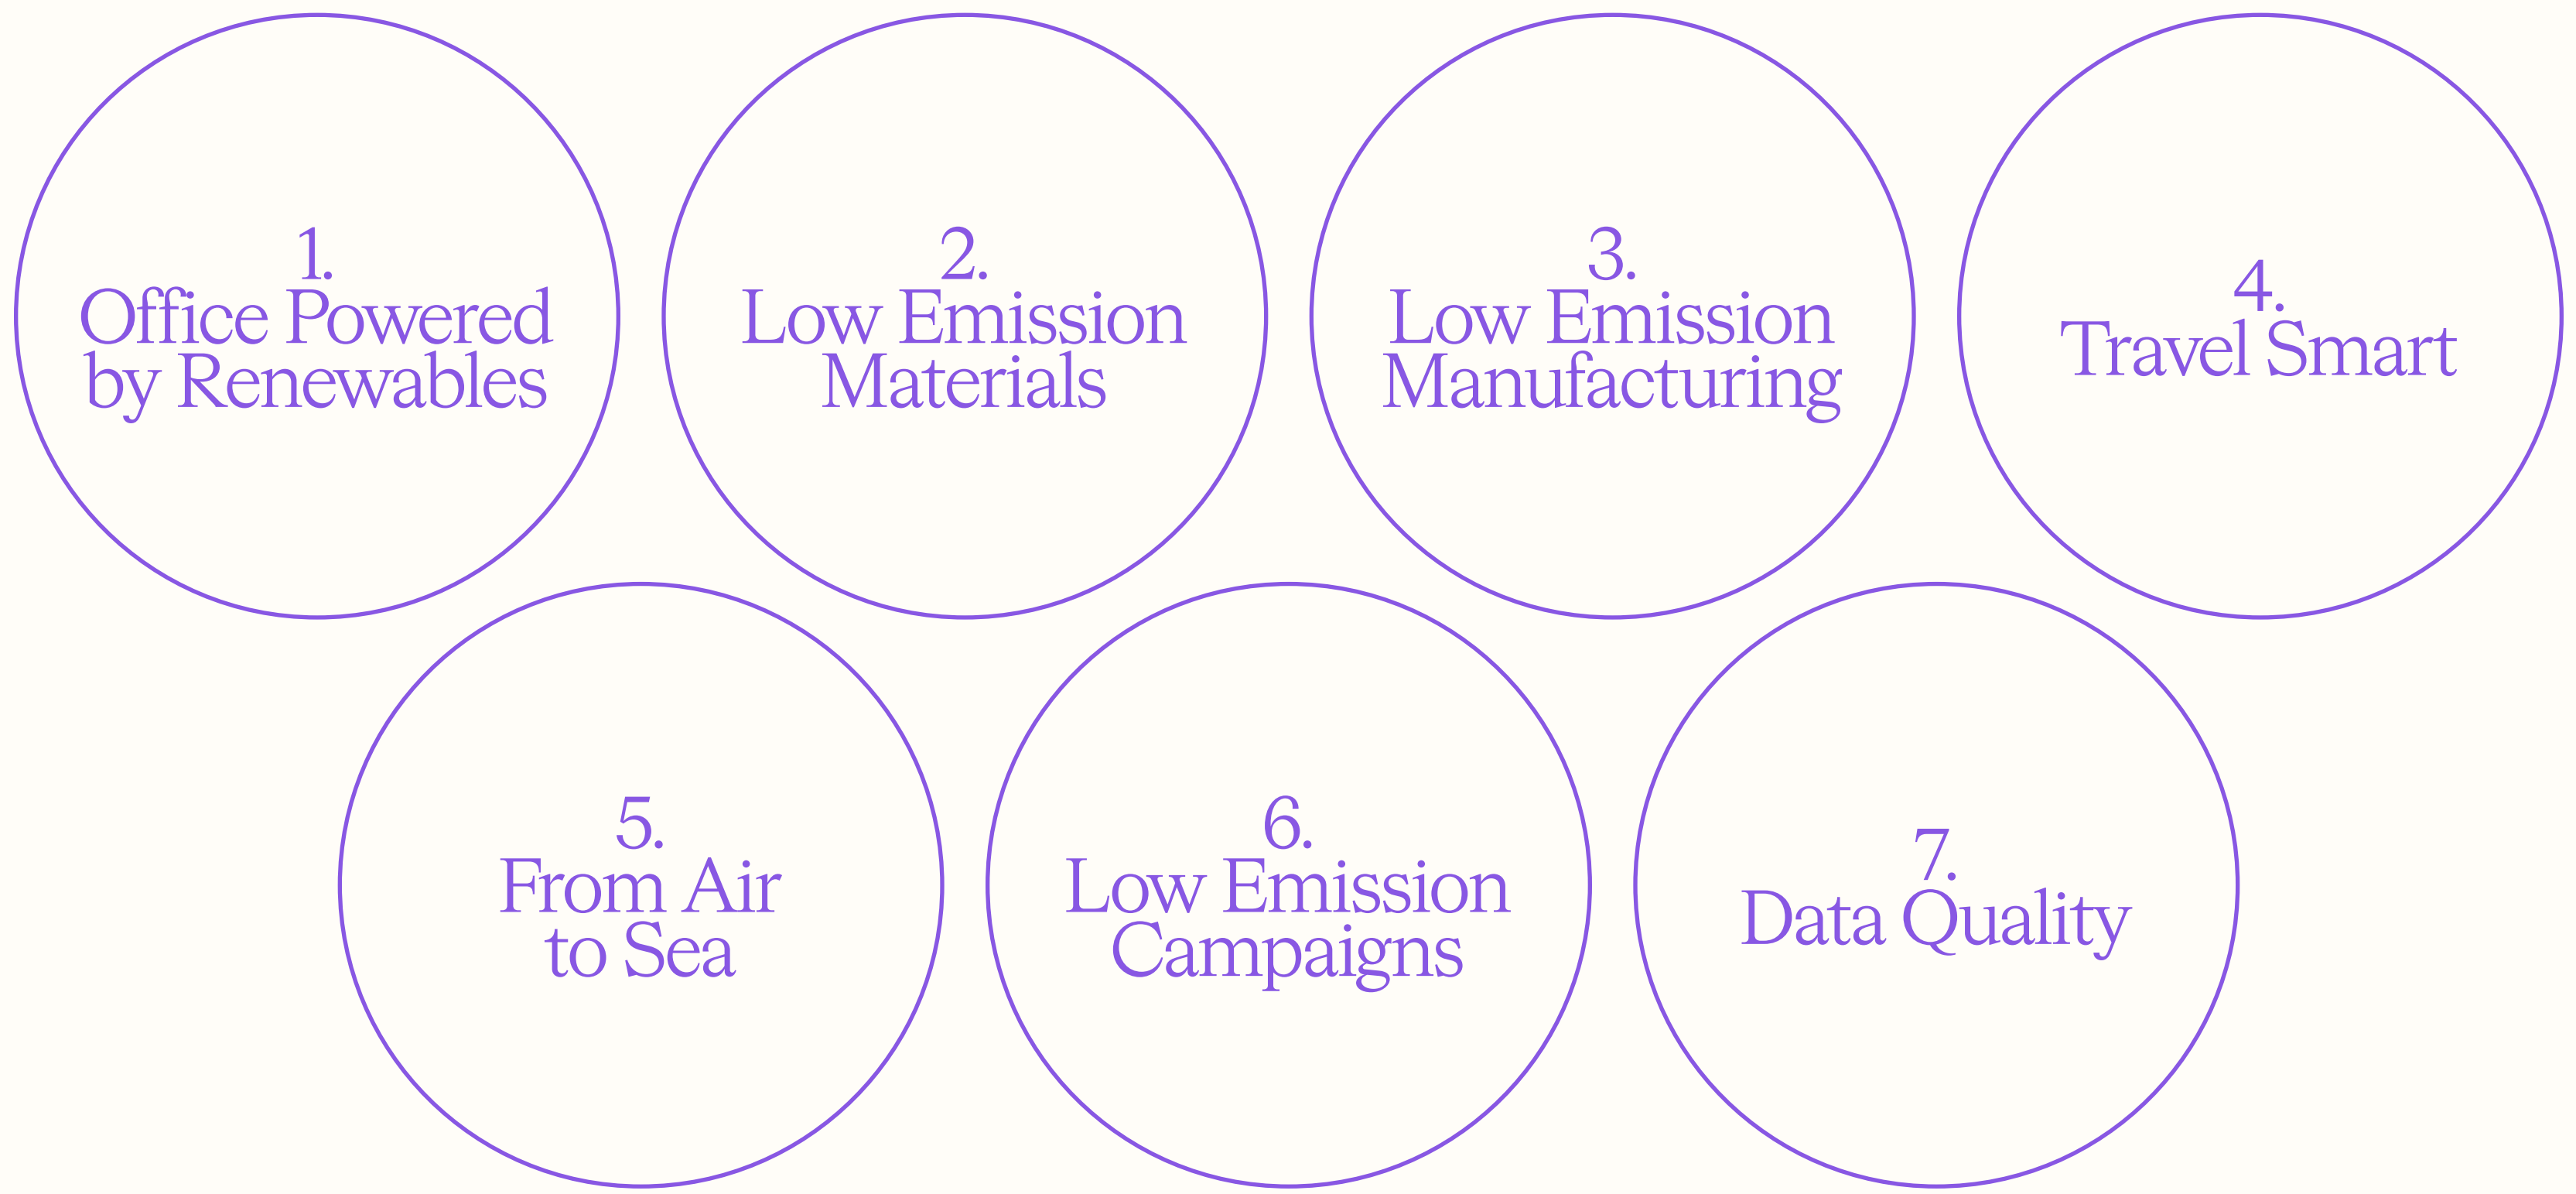 1.
Office Powered
by Renewables
2.
Low Emission
Materials
3.
Low Emission
Manufacturing
4.
Travel Smart
5.
From Air
to Sea
6.
Low Emission
Campaigns
7.
Data Quality